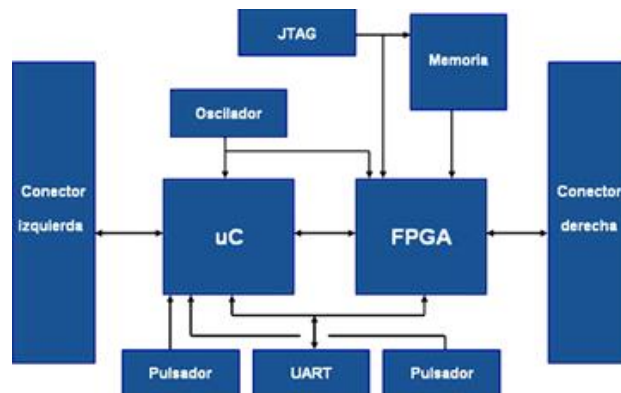 JTAG
Memoria
Oscilador
Conector
izquierda
uC
FPGA
Conector
derecha
Pulsador
UART
Pulsador